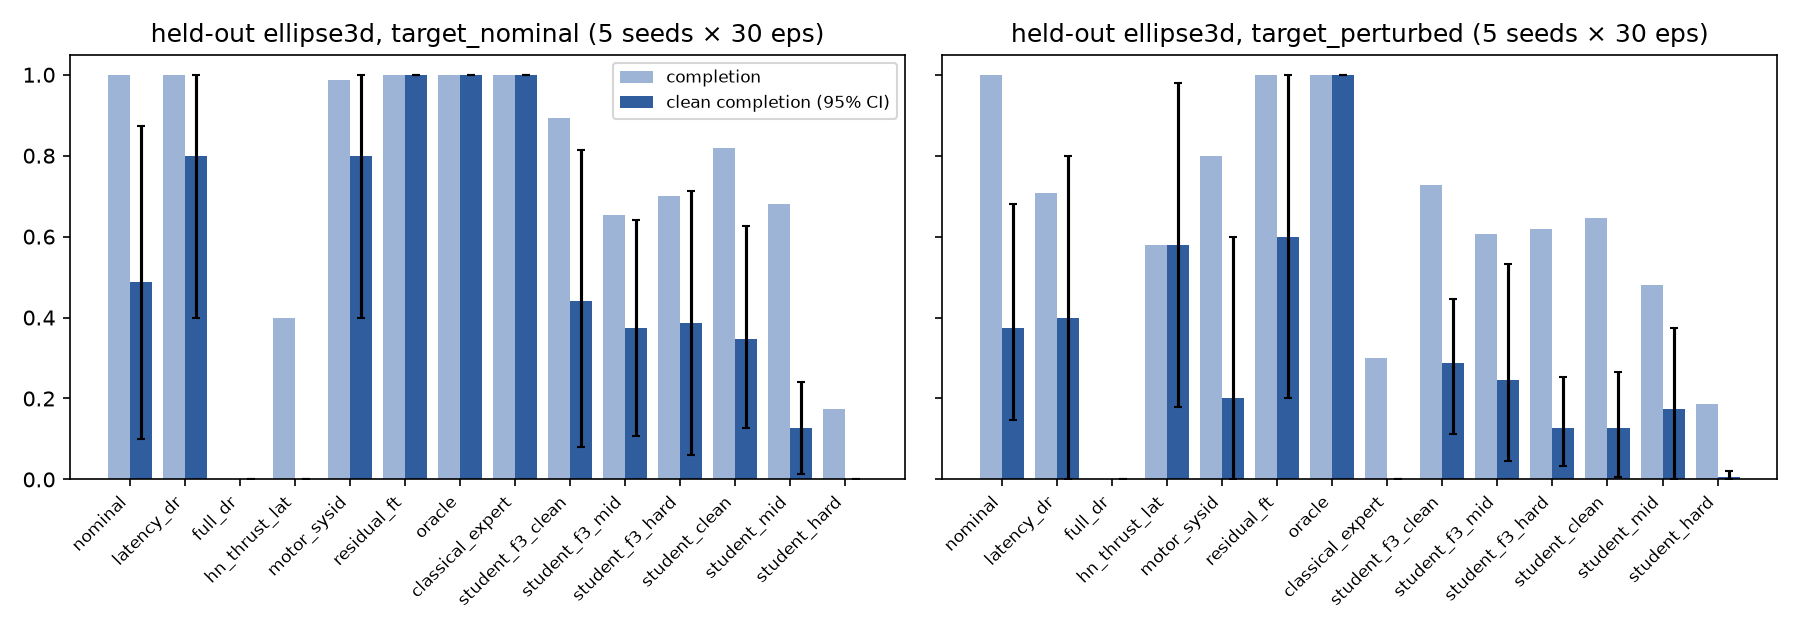 held-out ellipse3d, target_nominal (5 seeds × 30 eps)
completion
clean completion (95% CI)
1.0
0.8
0.6
0.4
0.2
0.0
nominal
latency_dr
full_dr
hn_thrust_lat
motor_sysid
residual_ft
oracle
classical_expert
student_f3_clean
student_f3_mid
student_f3_hard
student_clean
student_mid
student_hard
held-out ellipse3d, target_perturbed (5 seeds × 30 eps)
nominal
latency_dr
full_dr
hn_thrust_lat
motor_sysid
residual_ft
oracle
classical_expert
student_f3_clean
student_f3_mid
student_f3_hard
student_clean
student_mid
student_hard